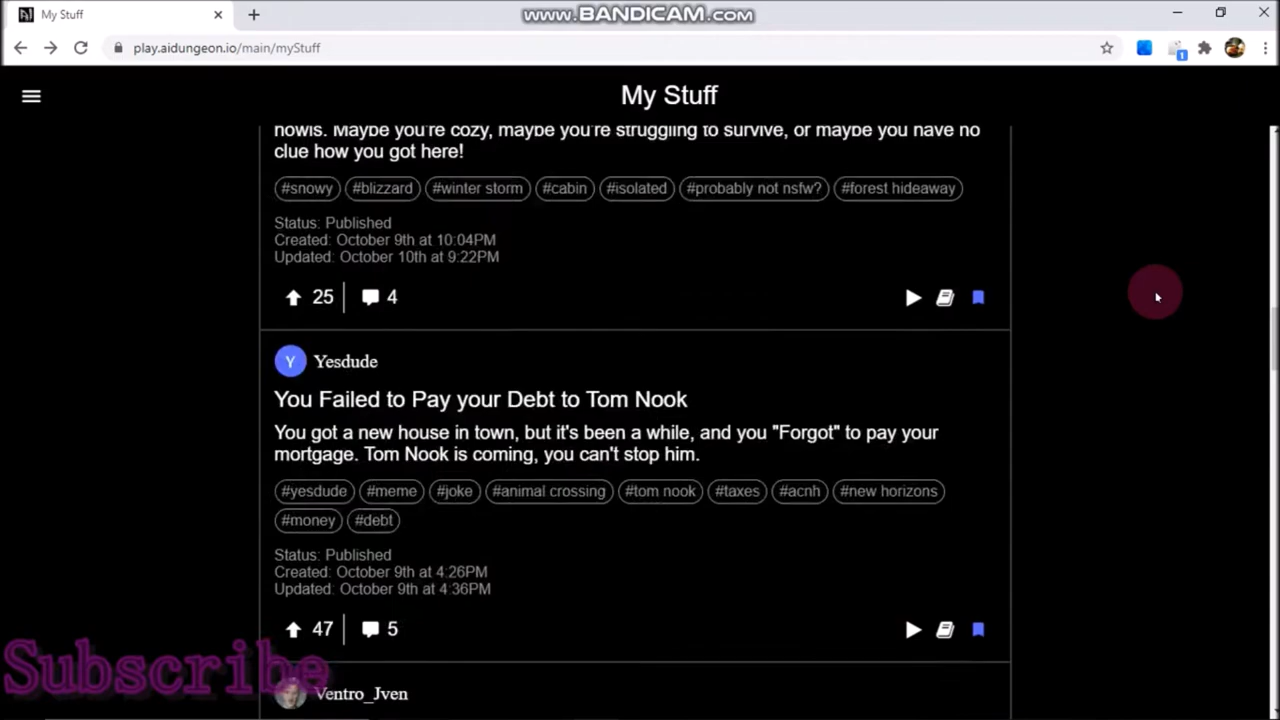 My Stuff
www.BANDICAM.com
play.aidungeon.io/main/myStuff
1
My Stuff
howls. Maybe you're cozy, maybe you're struggling to survive, or maybe you have no
clue how you got here!
#snowy #blizzard #winter storm #cabin #isolated #probably not nsfw? #forest hideaway
Status: Published
Created: October 9th at 10:04PM
Updated: October 10th at 9:22PM
25 4
Y Yesdude
You Failed to Pay your Debt to Tom Nook
You got a new house in town, but it's been a while, and you "Forgot" to pay your
mortgage. Tom Nook is coming, you can't stop him.
#yesdude #meme #joke #animal crossing #tom nook #taxes #acnh #new horizons
#money #debt
Status: Published
Created: October 9th at 4:26PM
Updated: October 9th at 4:36PM
47 5
Subscribe
Ventro_Jven